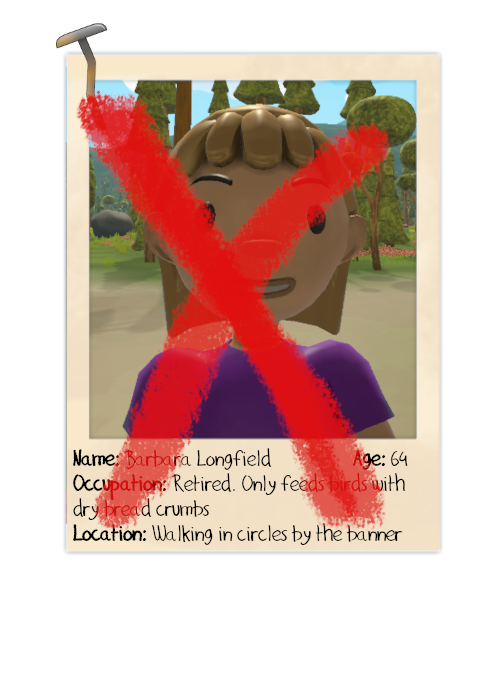 Name: Barbara Longfield Age: 64
Occupation: Retired. Only feeds birds with
dry bread crumbs
Location: Walking in circles by the banner